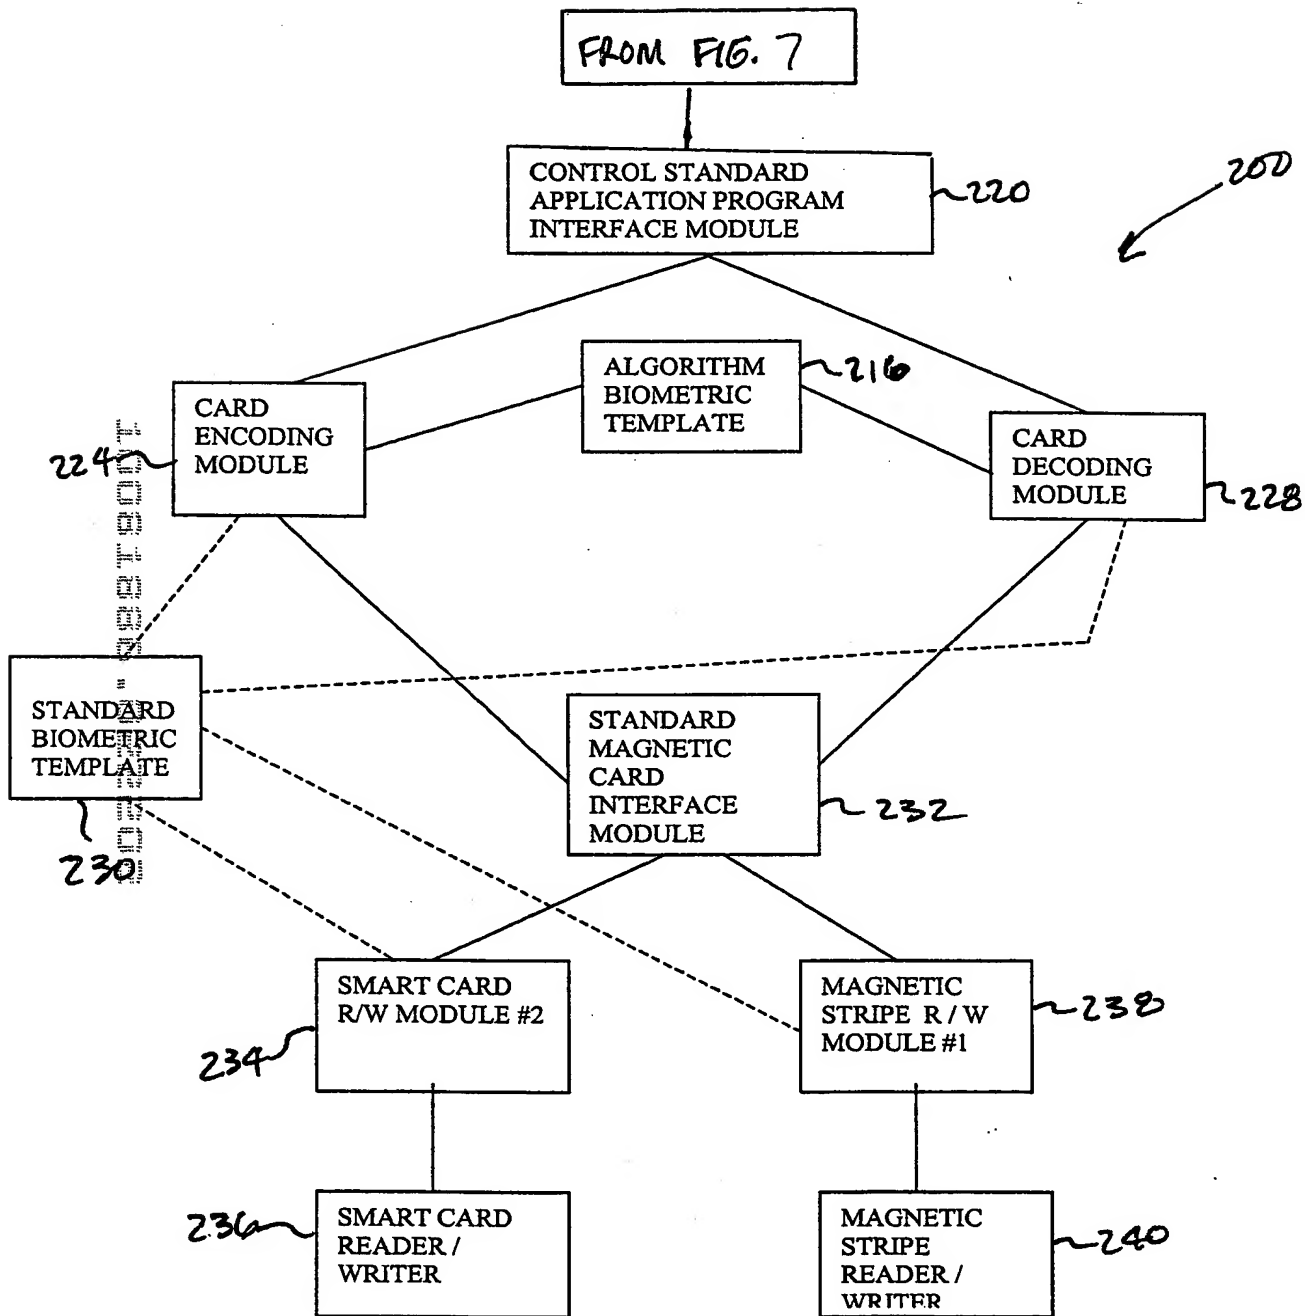 FROM FIG. 7
CONTROL STANDARD
APPLICATION PROGRAM
INTERFACE MODULE
220
200
ALGORITHM
BIOMETRIC
TEMPLATE
216
CARD
ENCODING
MODULE
224
CARD
DECODING
MODULE
228
STANDARD
BIOMETRIC
TEMPLATE
230
STANDARD
MAGNETIC
CARD
INTERFACE
MODULE
232
SMART CARD
R/W MODULE #2
234
MAGNETIC
STRIPE R / W
MODULE #1
238
SMART CARD
READER /
WRITER
236
MAGNETIC
STRIPE
READER /
WRITER
240